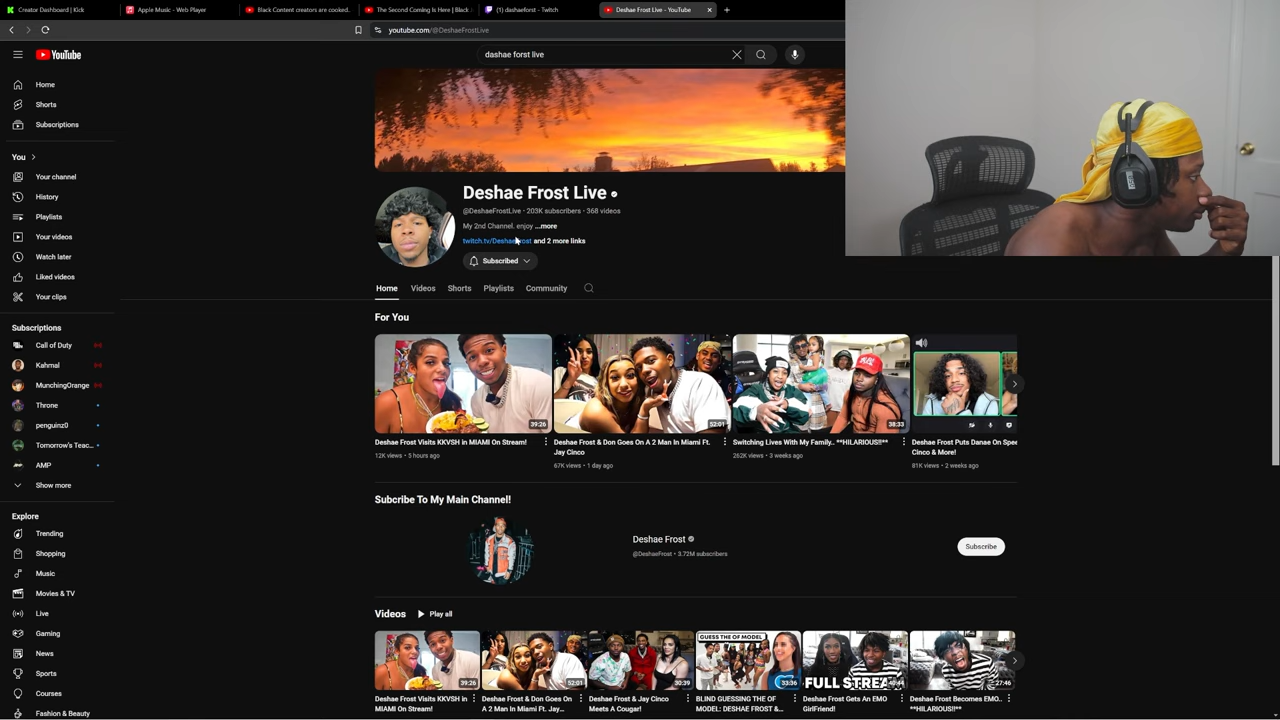 Creator Dashboard | Kick
Apple Music - Web Player
Black Content creators are cooked.
The Second Coming Is Here | Black
(1) dashaeforst - Twitch
Deshae Frost Live - YouTube
youtube.com/@DeshaeFrostLive
YouTube
dashae forst live
Home
Shorts
Subscriptions
You
Your channel
History
Playlists
Your videos
Watch later
Liked videos
Your clips
Subscriptions
Call of Duty
Kahmal
MunchingOrange
Throne
penguinz0
Tomorrow's Teac...
AMP
Show more
Explore
Trending
Shopping
Music
Movies & TV
Live
Gaming
News
Sports
Courses
Fashion & Beauty
Deshae Frost Live
@DeshaeFrostLive • 203K subscribers • 368 videos
My 2nd Channel. enjoy ...more
twitch.tv/DeshaeFrost and 2 more links
Subscribed
Home Videos Shorts Playlists Community
For You
39:26
Deshae Frost Visits KKVSH in MIAMI On Stream!
12K views • 5 hours ago
52:01
Deshae Frost & Don Goes On A 2 Man In Miami Ft.
Jay Cinco
67K views • 1 day ago
38:33
Switching Lives With My Family.. **HILARIOUS!!**
262K views • 3 weeks ago
Deshae Frost Puts Danae On Spee
Cinco & More!
81K views • 2 weeks ago
Subcribe To My Main Channel!
Deshae Frost
@DeshaeFrost • 3.72M subscribers
Subscribe
Videos Play all
39:26
Deshae Frost Visits KKVSH in
MIAMI On Stream!
52:01
Deshae Frost & Don Goes On
A 2 Man In Miami Ft. Jay...
30:39
Deshae Frost & Jay Cinco
Meets A Cougar!
GUESS THE OF MODEL
33:36
BLIND GUESSING THE OF
MODEL: DESHAE FROST &...
FULL STREAM
Deshae Frost Gets An EMO
GirlFriend!
27:46
Deshae Frost Becomes EMO..
**HILARIOUS!!**